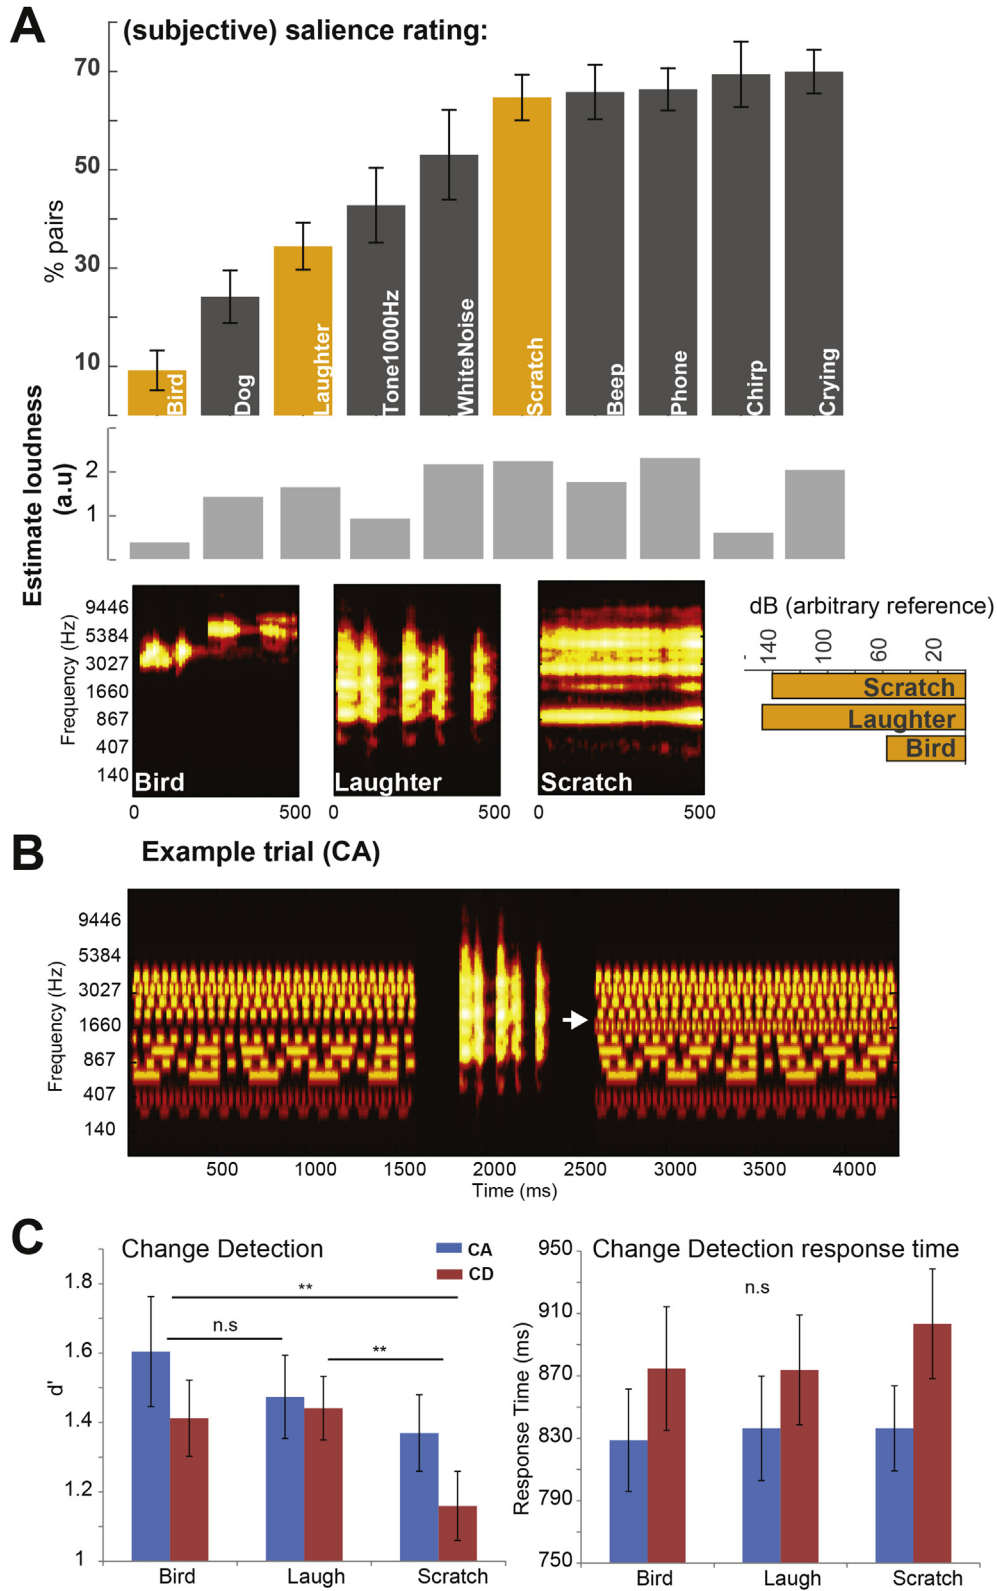 A
(subjective) salience rating:
% pairs
70
50
30
10
Bird
Dog
Laughter
Tone1000Hz
WhiteNoise
Scratch
Beep
Phone
Chirp
Crying
Estimate loudness
(a.u)
2
1
Frequency (Hz)
9446
5384
3027
1660
867
407
140
Bird
0 500
Laughter
0 500
Scratch
0 500
dB (arbitrary reference)
140 100 60 20
Scratch
Laughter
Bird
B
Example trial (CA)
Frequency (Hz)
9446
5384
3027
1660
867
407
140
500 1000 1500 2000 2500 3000 3500 4000
Time (ms)
C
Change Detection
CA
CD
d'
1.8
1.6
1.4
1.2
1
**
n.s
**
Bird Laugh Scratch
Change Detection response time
n.s
Response Time (ms)
950
910
870
830
790
750
Bird Laugh Scratch